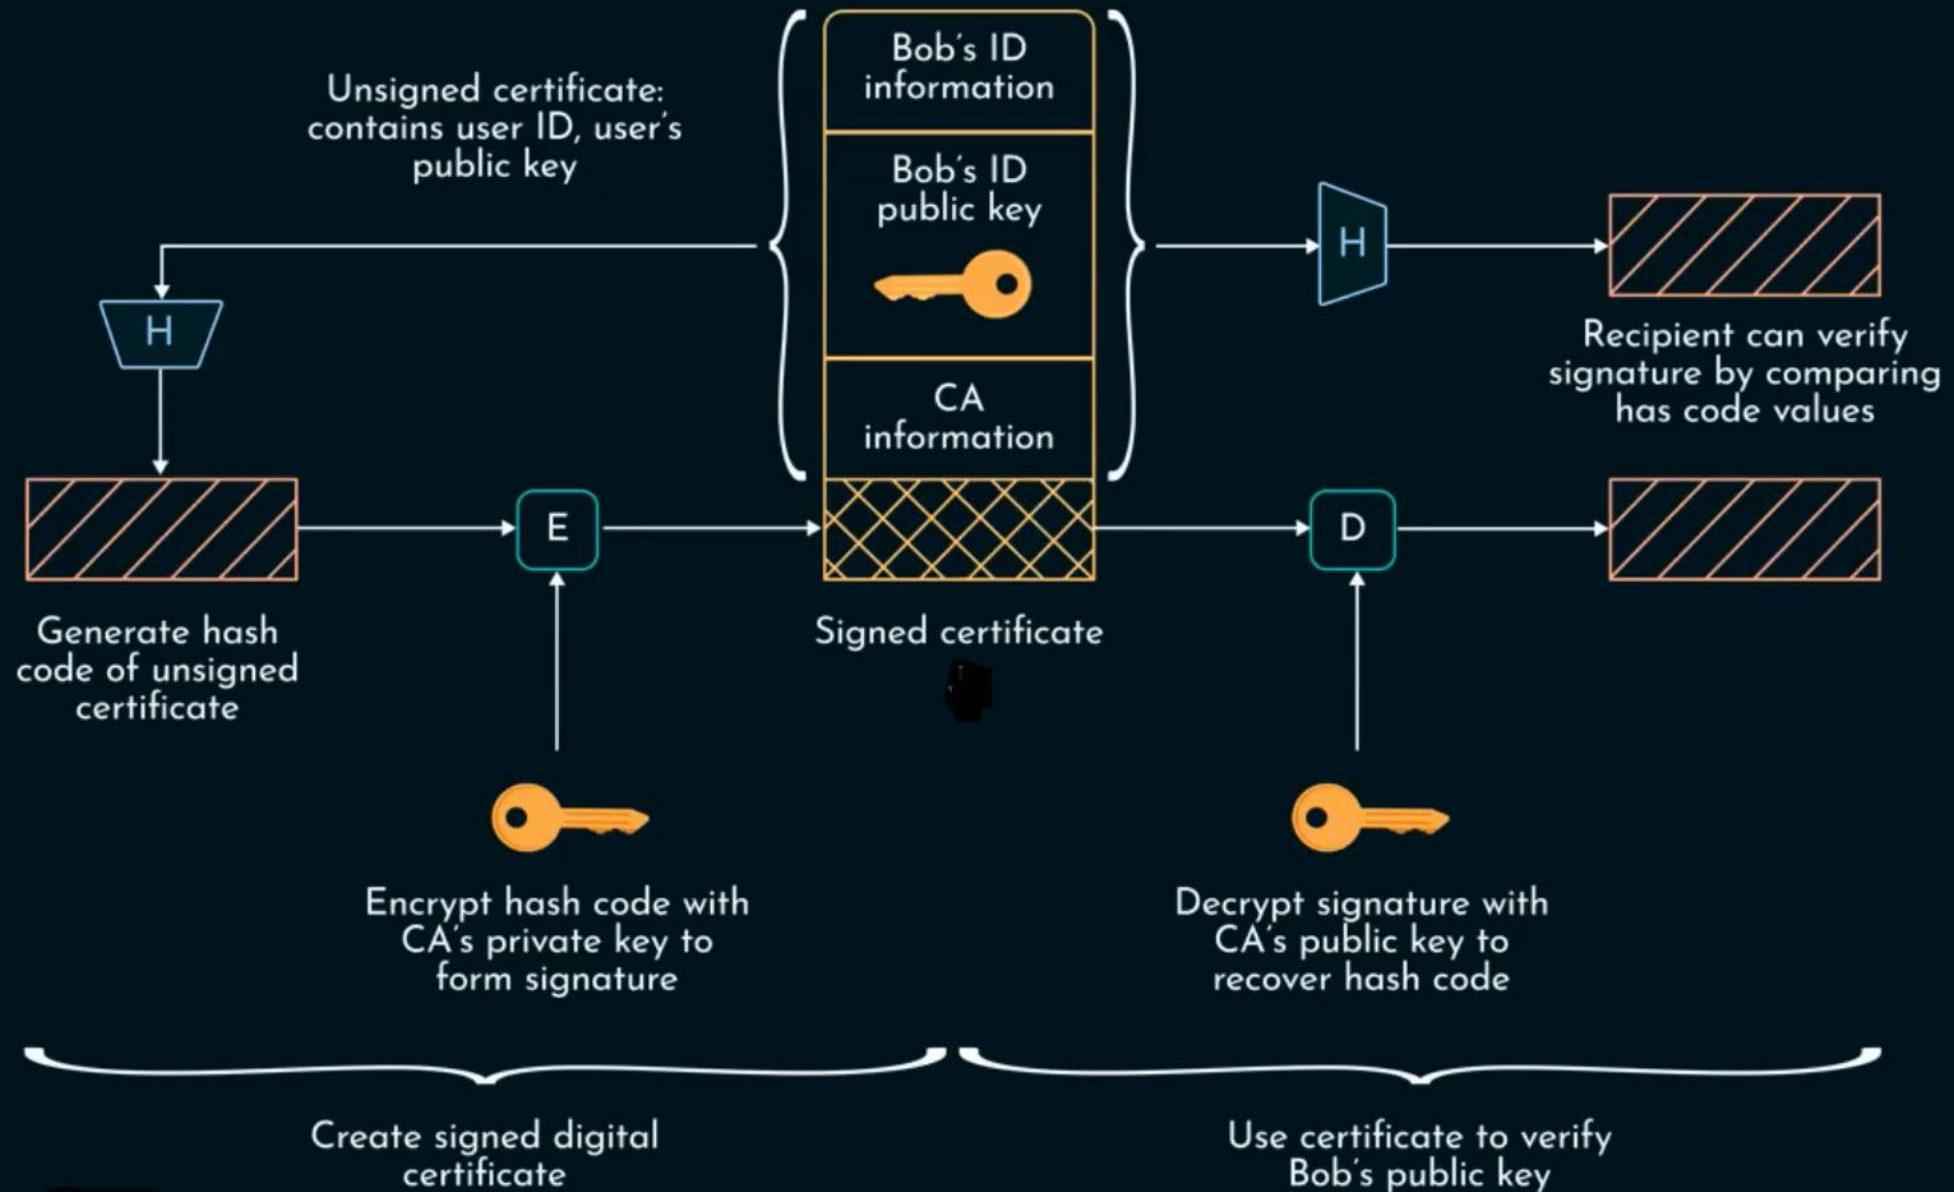 Bob's ID
information
Unsigned certificate:
contains user ID, user's
public key
Bob's ID
public key
H
H
Recipient can verify
signature by comparing
has code values
CA
information
E
D
Generate hash
code of unsigned
certificate
Signed certificate
Encrypt hash code with
CA's private key to
form signature
Decrypt signature with
CA's public key to
recover hash code
Create signed digital
certificate
Use certificate to verify
Bob's public key